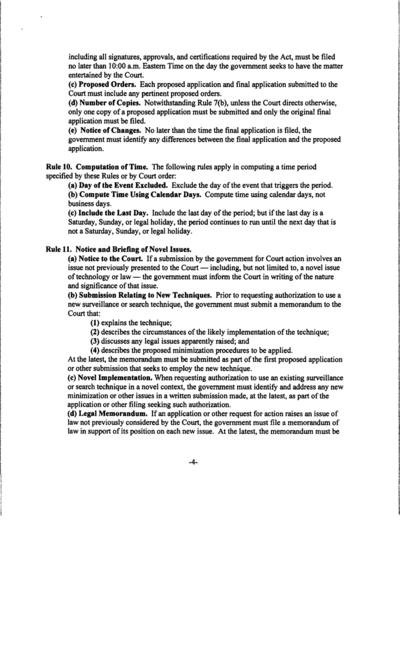 including all signatures, approvals, and certifications required by the Act, must be filed
no later than 10:00 a.m. Eastern Time on the day the government seeks to have the matter
entertained by the Court.
(c) Proposed Orders. Each proposed application and final application submitted to the
Court must include any pertinent proposed orders.
(d) Number of Copies. Notwithstanding Rule 7(b), unless the Court directs otherwise,
only one copy of a proposed application must be submitted and only the original final
application must be filed.
(e) Notice of Changes. No later than the time the final application is filed, the
government must identify any differences between the final application and the proposed
application.
Rule 10. Computation of Time. The following rules apply in computing a time period
specified by these Rules or by Court order:
(a) Day of the Event Excluded. Exclude the day of the event that triggers the period.
(b) Compute Time Using Calendar Days. Compute time using calendar days, not
business days.
(c) Include the Last Day. Include the last day of the period; but if the last day is a
Saturday, Sunday, or legal holiday, the period continues to run until the next day that is
not a Saturday, Sunday, or legal holiday.
Rule 11. Notice and Briefing of Novel Issues.
(a) Notice to the Court. If a submission by the government for Court action involves an
issue not previously presented to the Court — including, but not limited to, a novel issue
of technology or law — the government must inform the Court in writing of the nature
and significance of that issue.
(b) Submission Relating to New Techniques. Prior to requesting authorization to use a
new surveillance or search technique, the government must submit a memorandum to the
Court that:
(1) explains the technique;
(2) describes the circumstances of the likely implementation of the technique;
(3) discusses any legal issues apparently raised; and
(4) describes the proposed minimization procedures to be applied.
At the latest, the memorandum must be submitted as part of the first proposed application
or other submission that seeks to employ the new technique.
(c) Novel Implementation. When requesting authorization to use an existing surveillance
or search technique in a novel context, the government must identify and address any new
minimization or other issues in a written submission made, at the latest, as part of the
application or other filing seeking such authorization.
(d) Legal Memorandum. If an application or other request for action raises an issue of
law not previously considered by the Court, the government must file a memorandum of
law in support of its position on each new issue. At the latest, the memorandum must be
-4-